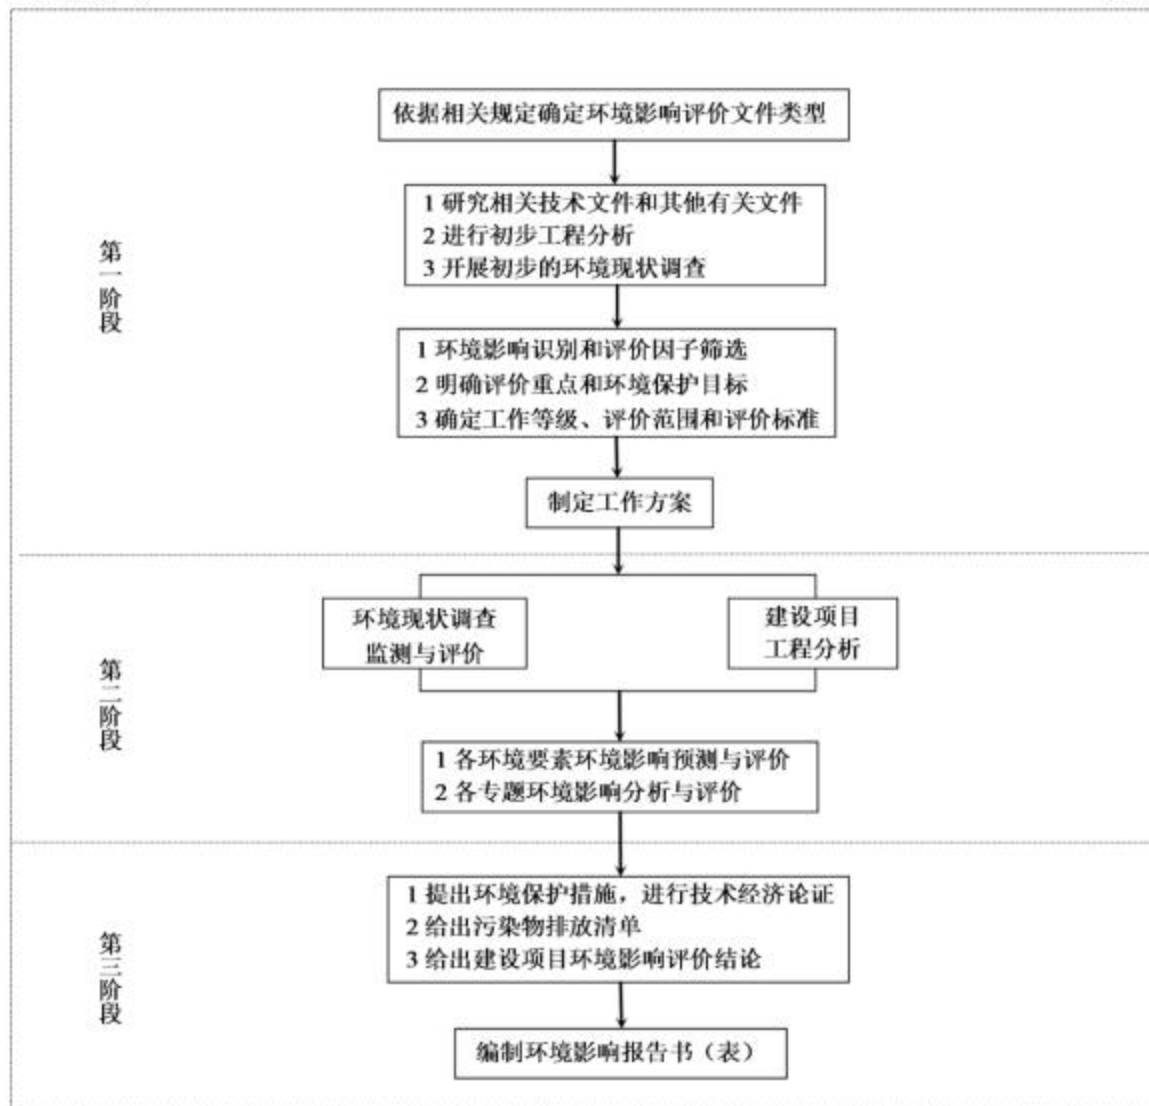 依据相关规定确定环境影响评价文件类型
1 研究相关技术文件和其他有关文件
2 进行初步工程分析
3 开展初步的环境现状调查
第一阶段
1 环境影响识别和评价因子筛选
2 明确评价重点和环境保护目标
3 确定工作等级、评价范围和评价标准
制定工作方案
环境现状调查
监测与评价
建设项目
工程分析
第二阶段
1 各环境要素环境影响预测与评价
2 各专题环境影响分析与评价
1 提出环境保护措施，进行技术经济论证
2 给出污染物排放清单
3 给出建设项目环境影响评价结论
第三阶段
编制环境影响报告书（表）